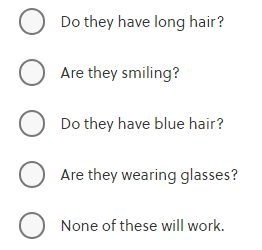 Do they have long hair?
Are they smiling?
Do they have blue hair?
Are they wearing glasses?
None of these will work.